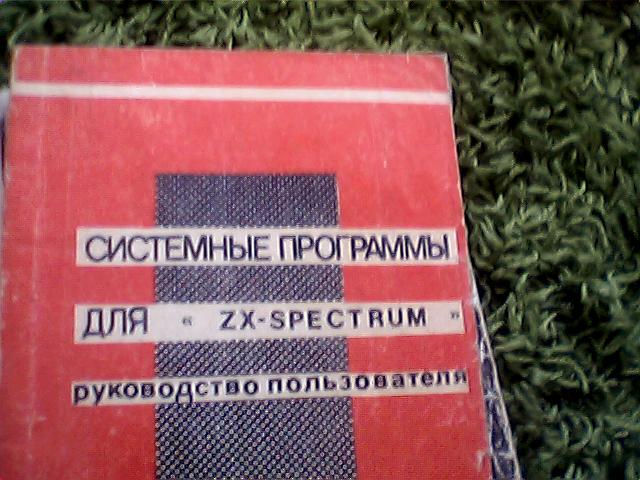 СИСТЕМНЫЕ ПРОГРАММЫ
ДЛЯ « ZX-SPECTRUM »
руководство пользователя